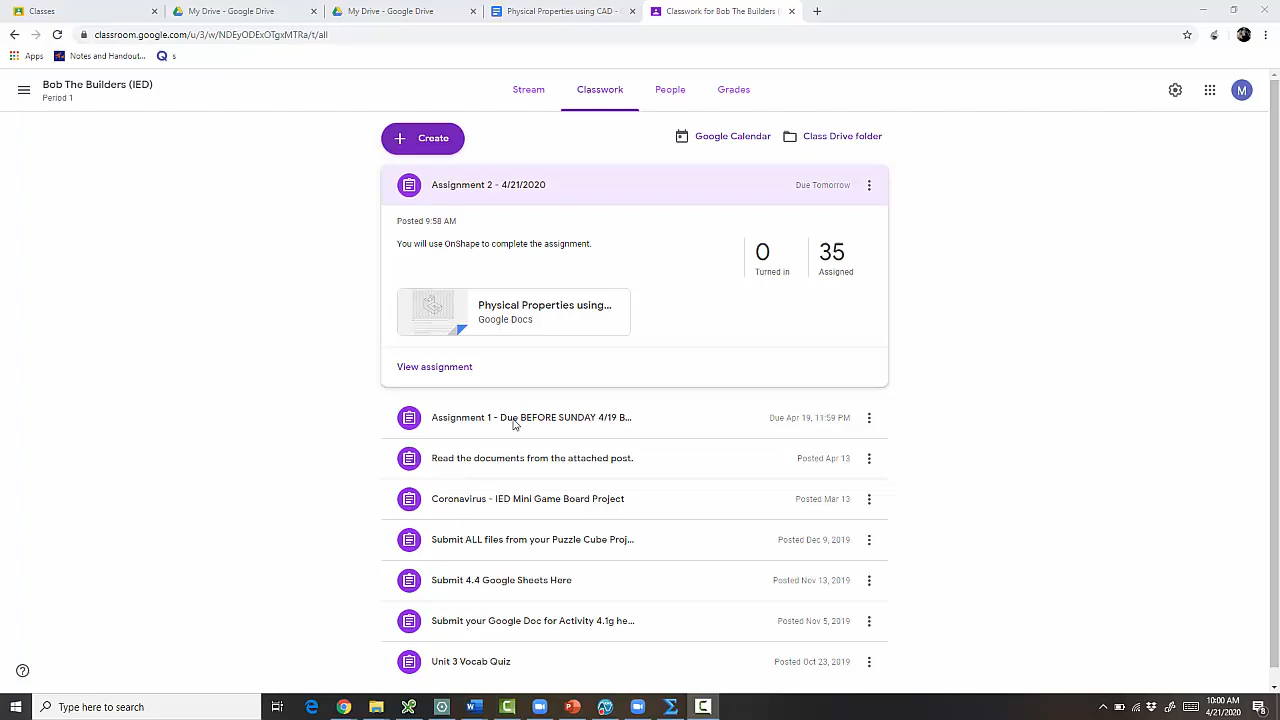 Classes
My Drive - Google Drive
My Drive - Google Drive
Physical Properties using CAD - 
Classwork for Bob The Builders (
classroom.google.com/u/3/w/NDEyODExOTgxMTRa/t/all
Apps
Notes and Handout...
s
Bob The Builders (IED)
Period 1
Stream
Classwork
People
Grades
M
Create
Google Calendar
Class Drive folder
Assignment 2 - 4/21/2020
Due Tomorrow
Posted 9:58 AM
You will use OnShape to complete the assignment.
0
35
Turned in
Assigned
Physical Properties using...
Google Docs
View assignment
Assignment 1 - Due BEFORE SUNDAY 4/19 B...
Due Apr 19, 11:59 PM
Read the documents from the attached post.
Posted Apr 13
Coronavirus - IED Mini Game Board Project
Posted Mar 13
Submit ALL files from your Puzzle Cube Proj...
Posted Dec 9, 2019
Submit 4.4 Google Sheets Here
Posted Nov 13, 2019
Submit your Google Doc for Activity 4.1g he...
Posted Nov 5, 2019
Unit 3 Vocab Quiz
Posted Oct 23, 2019
Type here to search
10:00 AM
4/21/2020